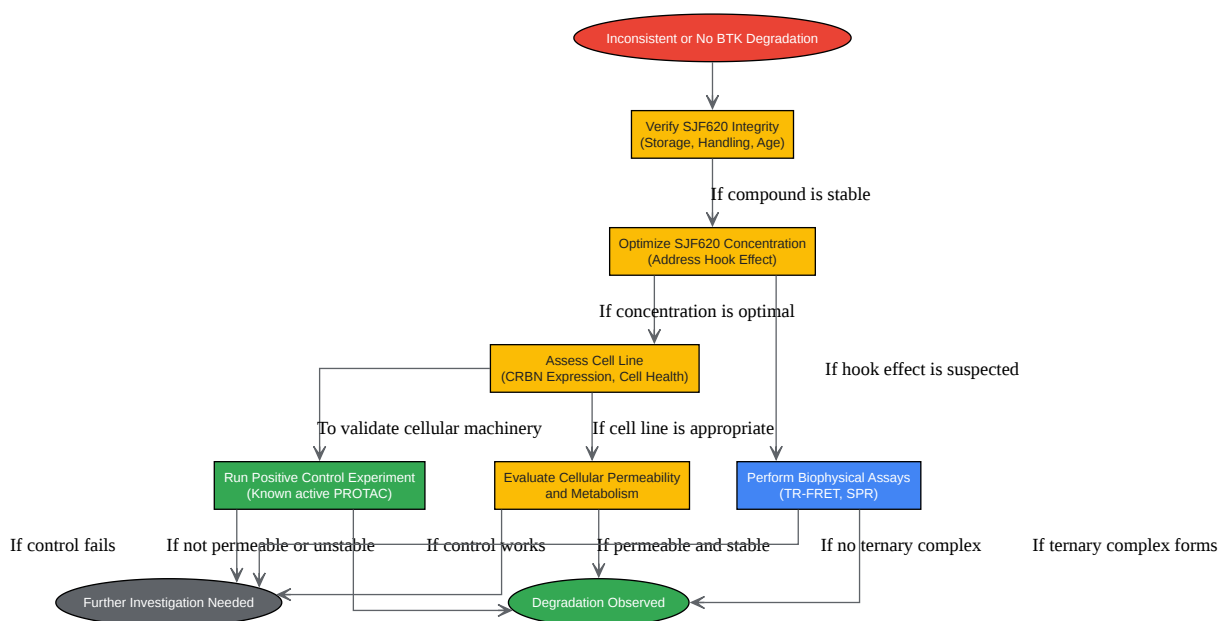 Inconsistent or No BTK Degradation
Verify SJF620 Integrity
(Storage, Handling, Age)
If compound is stable
Optimize SJF620 Concentration
(Address Hook Effect)
If concentration is optimal
Assess Cell Line
(CRBN Expression, Cell Health)
If hook effect is suspected
To validate cellular machinery
If cell line is appropriate
Run Positive Control Experiment
(Known active PROTAC)
Evaluate Cellular Permeability
and Metabolism
Perform Biophysical Assays
(TR-FRET, SPR)
If control fails
If not permeable or unstable
If control works
If permeable and stable
If no ternary complex
If ternary complex forms
Further Investigation Needed
Degradation Observed